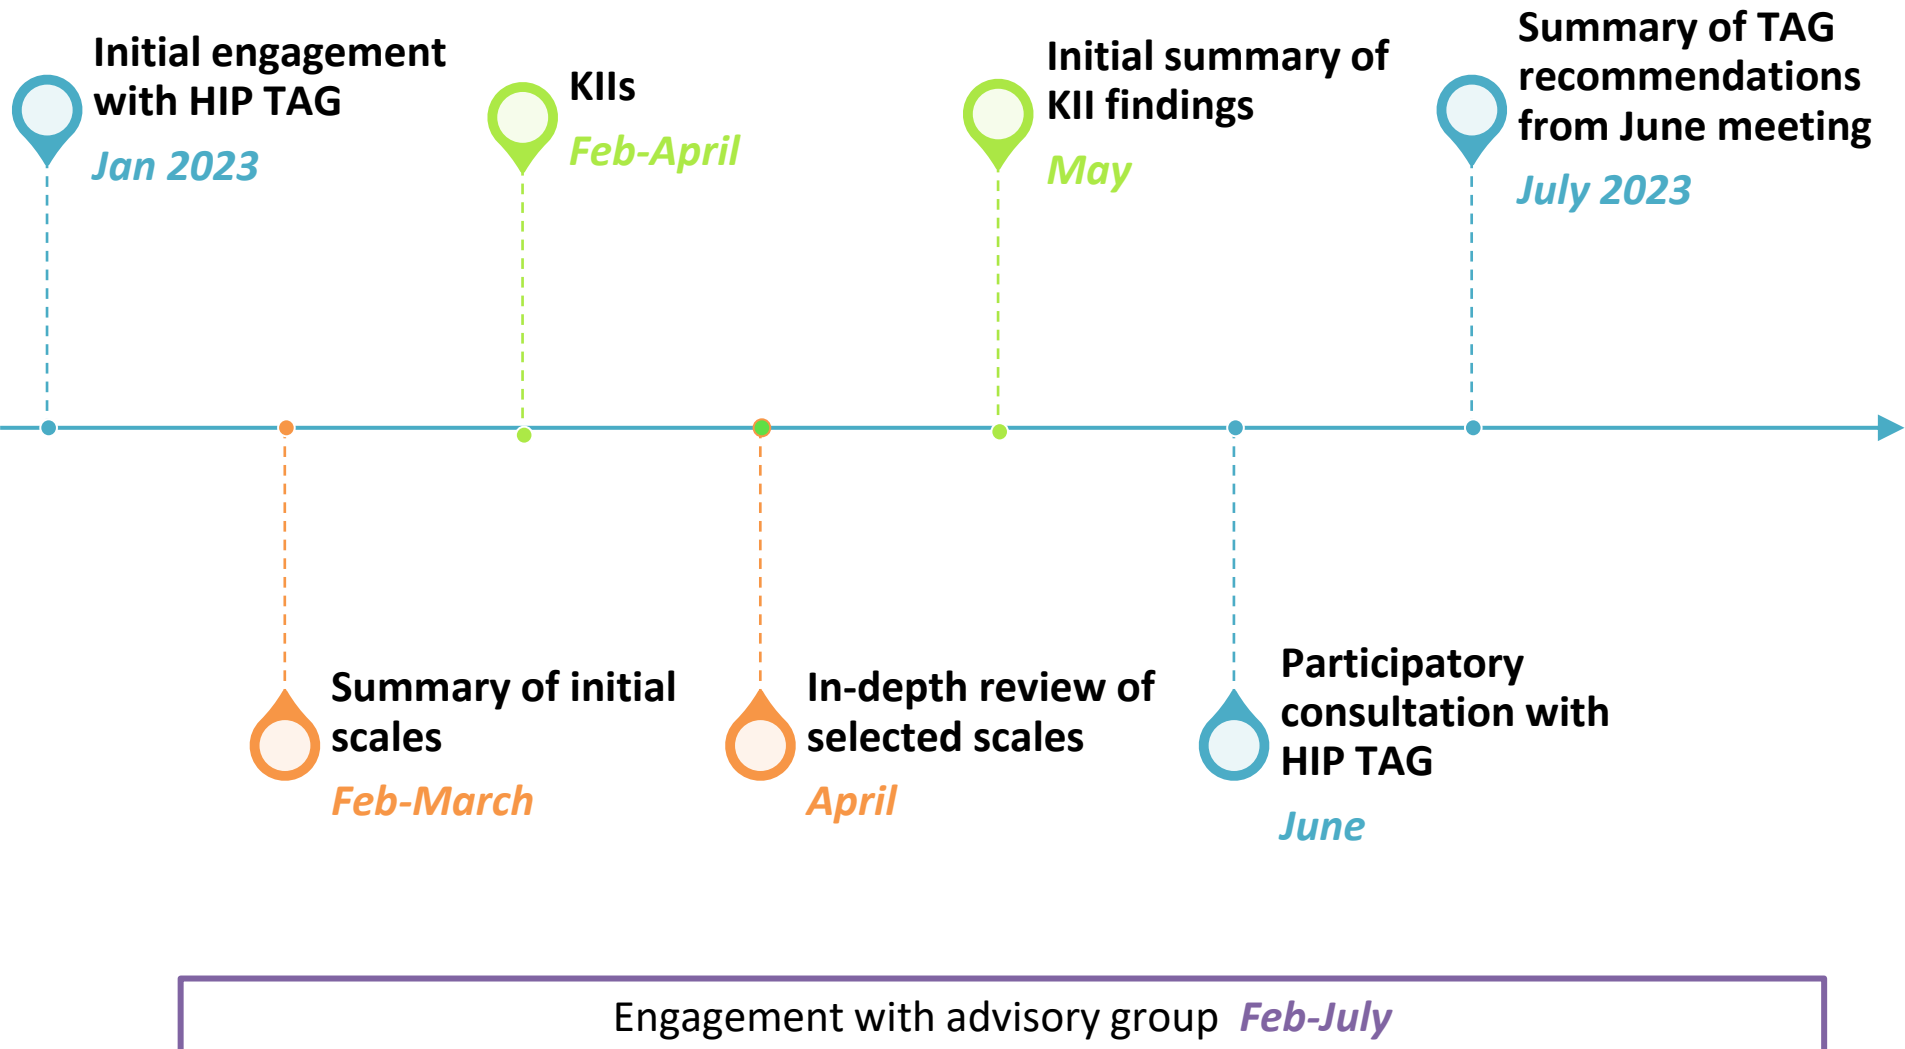 Initial engagement
with HIP TAG
Jan 2023
KIIs
Feb-April
Initial summary of
KII findings
May
Summary of TAG
recommendations
from June meeting
July 2023
Summary of initial
scales
Feb-March
In-depth review of
selected scales
April
Participatory
consultation with
HIP TAG
June
Engagement with advisory group Feb-July